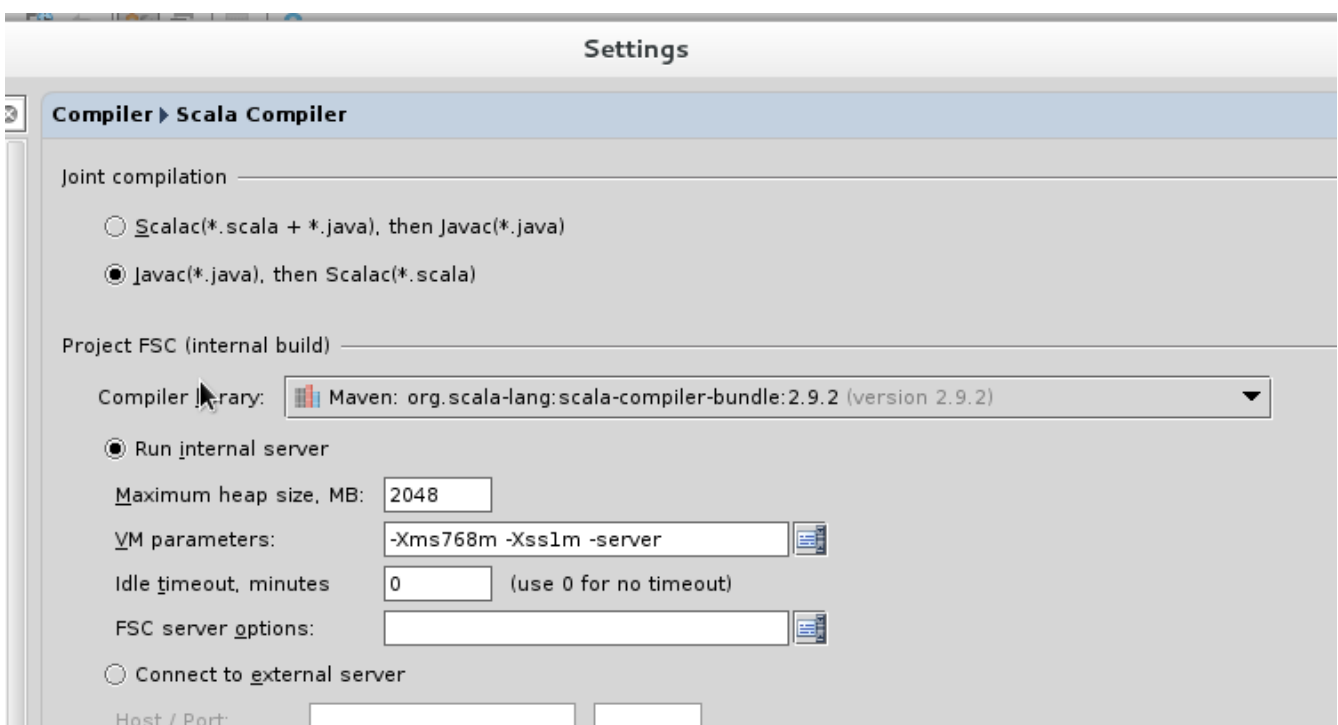 Settings
Compiler ▸ Scala Compiler
Joint compilation
Scalac(*.scala + *.java), then Javac(*.java)
Javac(*.java), then Scalac(*.scala)
Project FSC (internal build)
Compiler library: Maven: org.scala-lang:scala-compiler-bundle:2.9.2 (version 2.9.2)
Run internal server
Maximum heap size, MB: 2048
VM parameters: -Xms768m -Xss1m -server
Idle timeout, minutes 0 (use 0 for no timeout)
FSC server options:
Connect to external server
Host / Port: